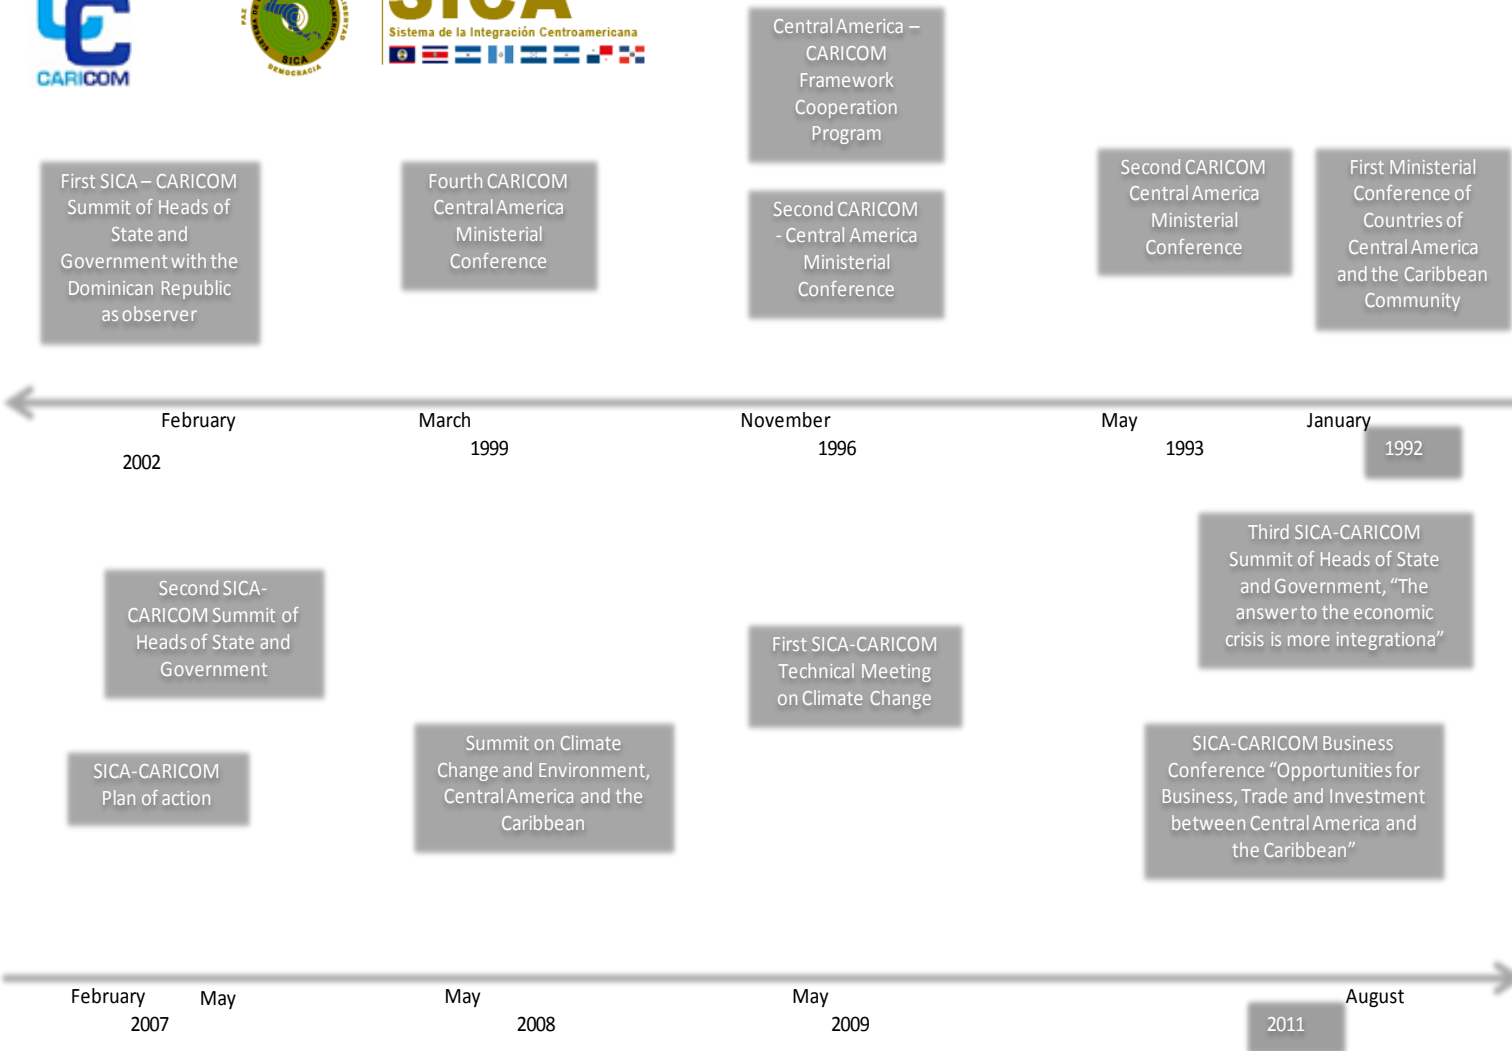 CARICOM
PAZ
SISTEMA DE LA
LIBERTAD
SICA
DEMOCRACIA
SICA
Sistema de la Integración Centroamericana
Central America –
CARICOM
Framework
Cooperation
Program
First SICA – CARICOM
Summit of Heads of
State and
Government with the
Dominican Republic
as observer
Fourth CARICOM
Central America
Ministerial
Conference
Second CARICOM
- Central America
Ministerial
Conference
Second CARICOM
Central America
Ministerial
Conference
First Ministerial
Conference of
Countries of
Central America
and the Caribbean
Community
February
2002
March
1999
November
1996
May
1993
January
1992
Second SICA-
CARICOM Summit of
Heads of State and
Government
SICA-CARICOM
Plan of action
Summit on Climate
Change and Environment,
Central America and the
Caribbean
First SICA-CARICOM
Technical Meeting
on Climate Change
Third SICA-CARICOM
Summit of Heads of State
and Government, “The
answer to the economic
crisis is more integrationa”
SICA-CARICOM Business
Conference “Opportunities for
Business, Trade and Investment
between Central America and
the Caribbean”
February
May
2007
May
2008
May
2009
August
2011